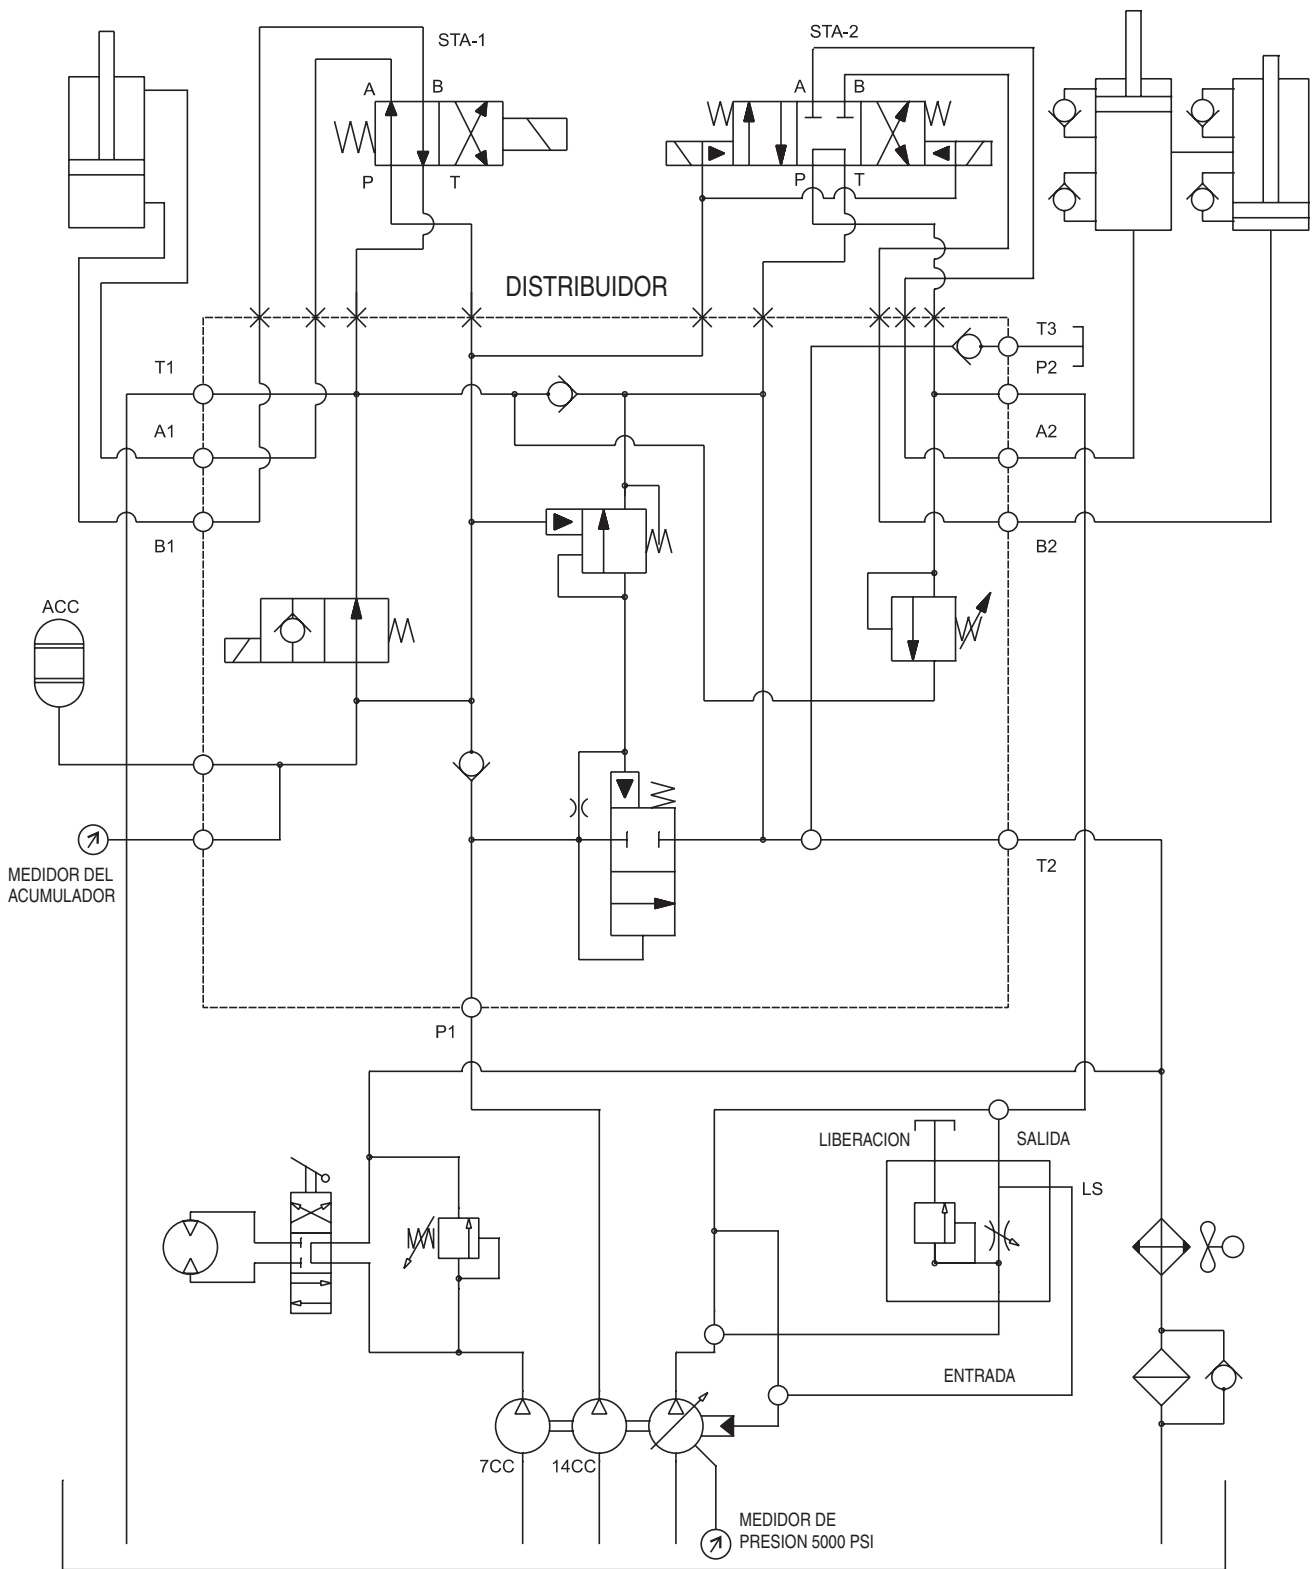 STA-1
STA-2
A
B
A
B
P
T
P
T
DISTRIBUIDOR
T1
T3
P2
A1
A2
B1
B2
ACC
MEDIDOR DEL
ACUMULADOR
T2
P1
LIBERACION
SALIDA
LS
ENTRADA
7CC
14CC
MEDIDOR DE
PRESION 5000 PSI